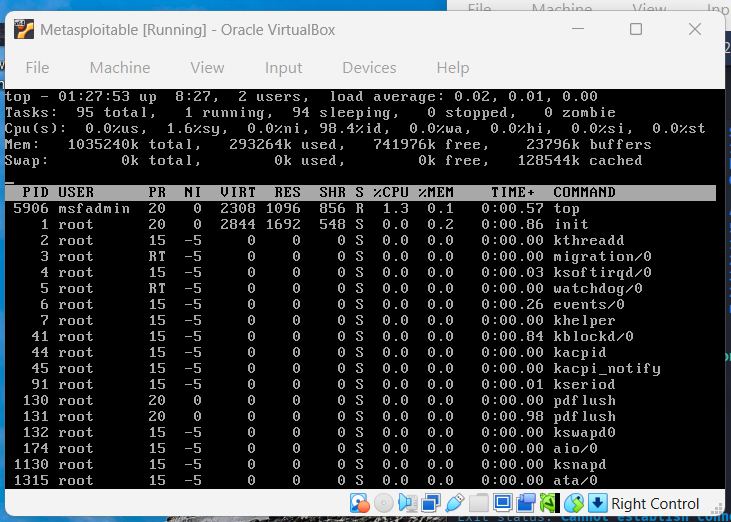 File Machine View Inp
Metasploitable [Running] - Oracle VirtualBox
File Machine View Input Devices Help
top - 01:27:53 up  8:27,  2 users,  load average: 0.02, 0.01, 0.00
Tasks:  95 total,   1 running,  94 sleeping,   0 stopped,   0 zombie
Cpu(s):  0.0%us,  1.6%sy,  0.0%ni, 98.4%id,  0.0%wa,  0.0%hi,  0.0%si,  0.0%st
Mem:   1035240k total,   293264k used,   741976k free,    23796k buffers
Swap:        0k total,        0k used,        0k free,   128544k cached
PID USER      PR  NI  VIRT  RES  SHR S %CPU %MEM    TIME+  COMMAND
5906 msfadmin  20   0  2308 1096  856 R  1.3  0.1   0:00.57 top
1 root      20   0  2844 1692  548 S  0.0  0.2   0:00.86 init
2 root      15  -5     0    0    0 S  0.0  0.0   0:00.00 kthreadd
3 root      RT  -5     0    0    0 S  0.0  0.0   0:00.00 migration/0
4 root      15  -5     0    0    0 S  0.0  0.0   0:00.03 ksoftirqd/0
5 root      RT  -5     0    0    0 S  0.0  0.0   0:00.00 watchdog/0
6 root      15  -5     0    0    0 S  0.0  0.0   0:00.26 events/0
7 root      15  -5     0    0    0 S  0.0  0.0   0:00.00 khelper
41 root      15  -5     0    0    0 S  0.0  0.0   0:00.84 kblockd/0
44 root      15  -5     0    0    0 S  0.0  0.0   0:00.00 kacpid
45 root      15  -5     0    0    0 S  0.0  0.0   0:00.00 kacpi_notify
91 root      15  -5     0    0    0 S  0.0  0.0   0:00.01 kseriod
130 root      20   0     0    0    0 S  0.0  0.0   0:00.00 pdflush
131 root      20   0     0    0    0 S  0.0  0.0   0:00.98 pdflush
132 root      15  -5     0    0    0 S  0.0  0.0   0:00.00 kswapd0
174 root      15  -5     0    0    0 S  0.0  0.0   0:00.00 aio/0
1130 root      15  -5     0    0    0 S  0.0  0.0   0:00.00 ksnapd
1315 root      15  -5     0    0    0 S  0.0  0.0   0:00.00 ata/0
Right Control